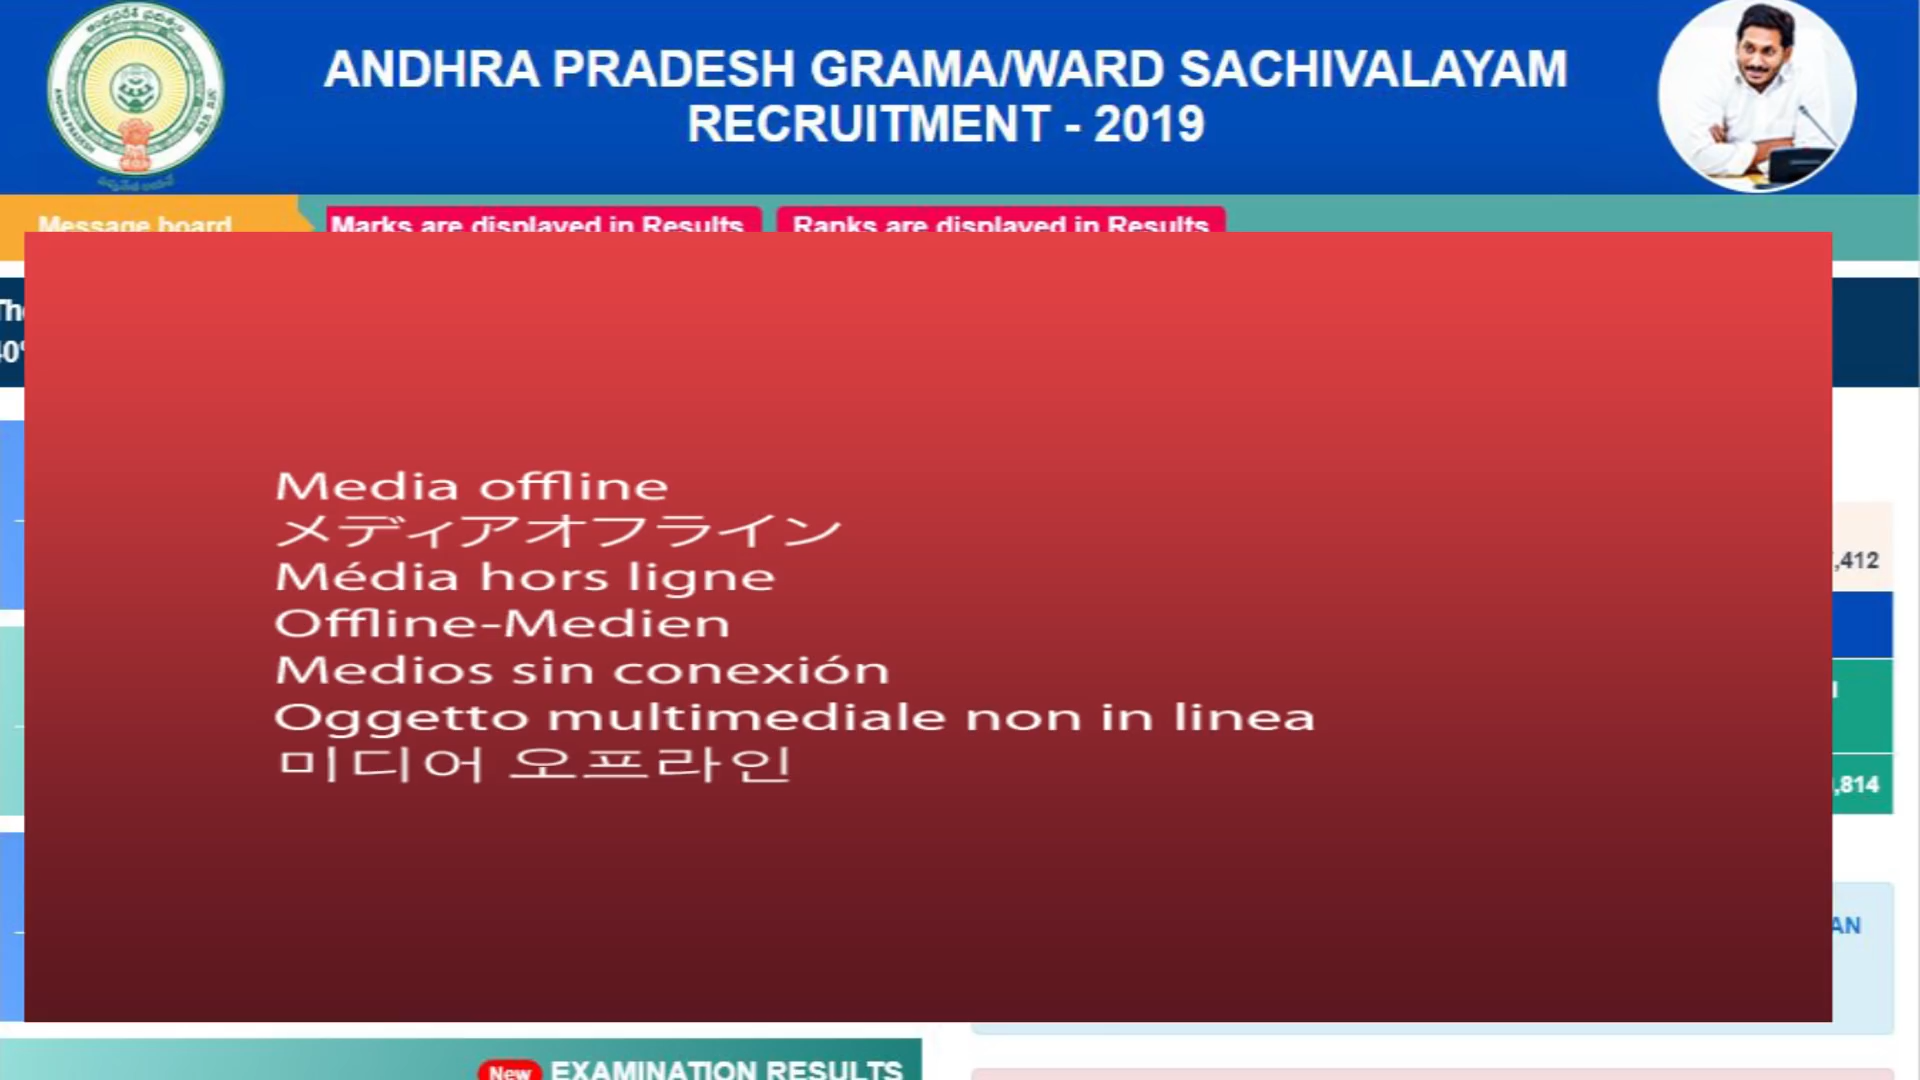 ANDHRA PRADESH GRAMA/WARD SACHIVALAYAM
RECRUITMENT - 2019
ANDHRA PRADESH
Message board
Marks are displayed in Results
Ranks are displayed in Results
Media offline
メディアオフライン
Média hors ligne
Offline-Medien
Medios sin conexión
Oggetto multimediale non in linea
미디어 오프라인
,412
,814
AN
New EXAMINATION RESULTS